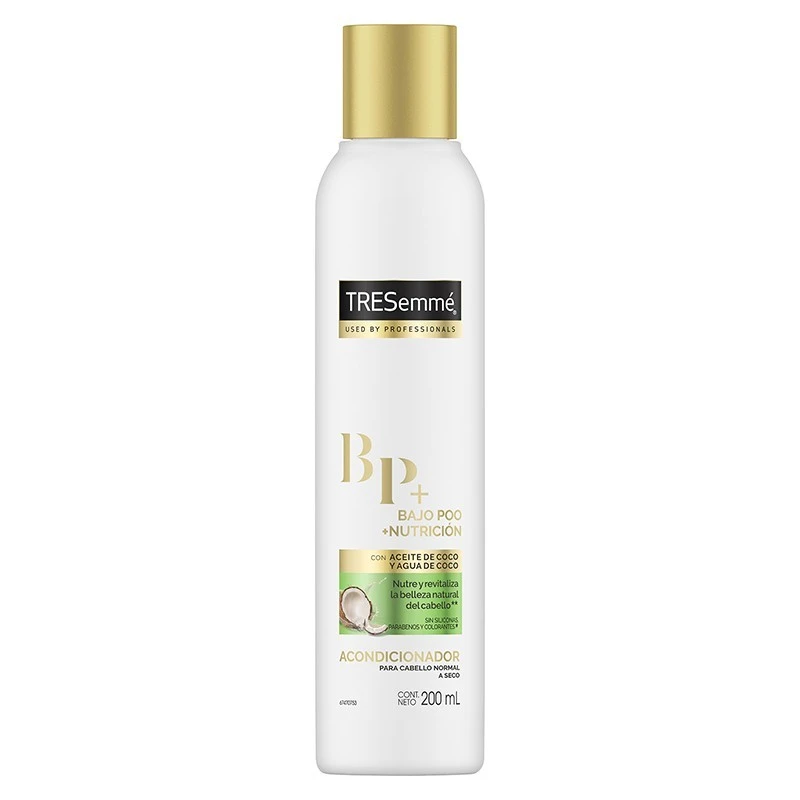 TRESemmé®
USED BY PROFESSIONALS
BP+
BAJO POO
+NUTRICIÓN
CON ACEITE DE COCO
Y AGUA DE COCO
Nutre y revitaliza
la belleza natural
del cabello**
SIN SILICONAS,
PARABENOS Y COLORANTES
ACONDICIONADOR
PARA CABELLO NORMAL
A SECO
CONT.
NETO 200 mL